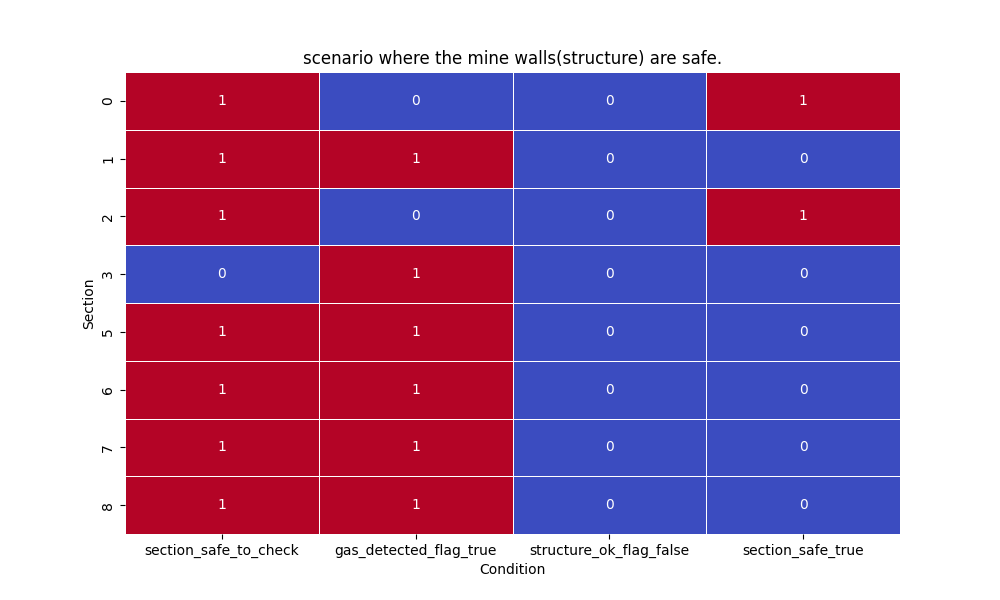 scenario where the mine walls(structure) are safe.
0 1 0 0 1
1 1 1 0 0
2 1 0 0 1
3 0 1 0 0
Section
5 1 1 0 0
6 1 1 0 0
7 1 1 0 0
8 1 1 0 0
section_safe_to_check gas_detected_flag_true structure_ok_flag_false section_safe_true
Condition